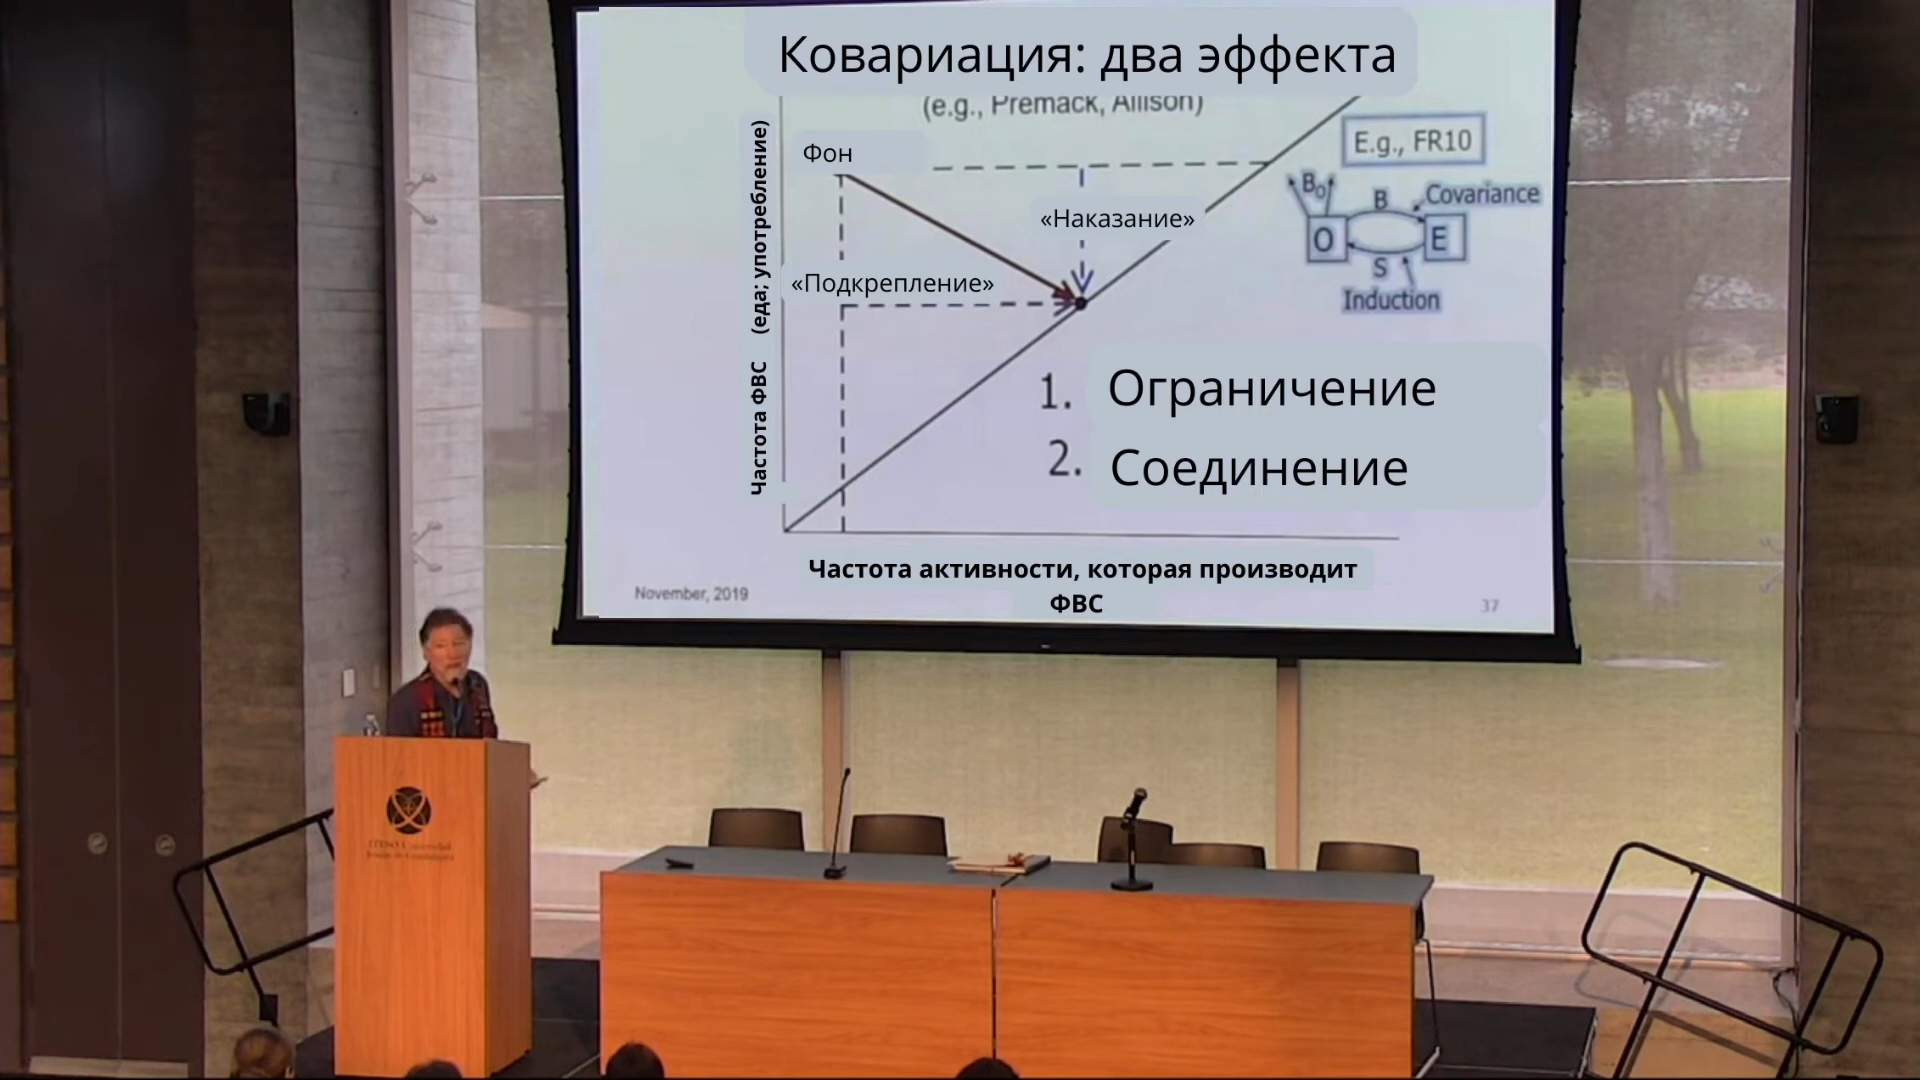 Ковариация: два эффекта
(e.g., Premack, Allison)
Фон
«Наказание»
«Подкрепление»
Частота ФВС (еда; употребление)
E.g., FR10
B₀
B
Covariance
O
E
S
Induction
1. Ограничение
2. Соединение
Частота активности, которая производит
ФВС
November, 2019
37